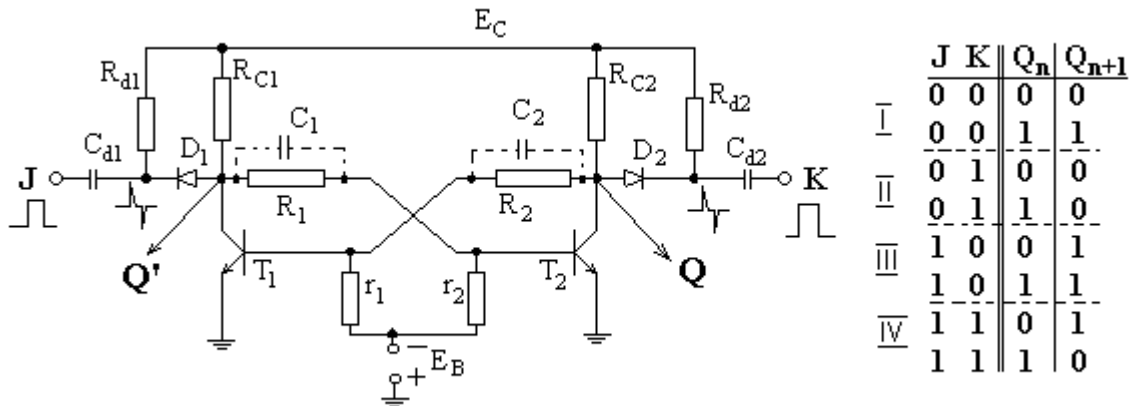 E_C
R_d1
R_C1
R_C2
R_d2
C_1
C_2
C_d1
D_1
D_2
C_d2
J
K
R_1
R_2
Q'
T_1
r_1
r_2
T_2
Q
−
E_B
+
J K Q_n Q_n+1
I 0 0 0 0
0 0 1 1
II 0 1 0 0
0 1 1 0
III 1 0 0 1
1 0 1 1
IV 1 1 0 1
1 1 1 0